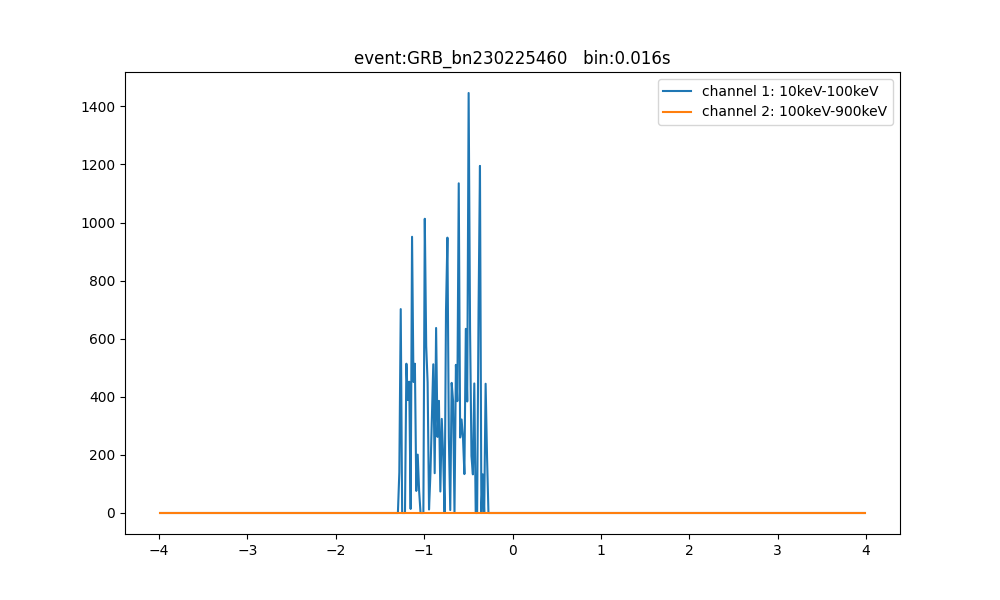 event:GRB_bn230225460   bin:0.016s
channel 1: 10keV-100keV
channel 2: 100keV-900keV
1400
1200
1000
800
600
400
200
0
−4 −3 −2 −1 0 1 2 3 4